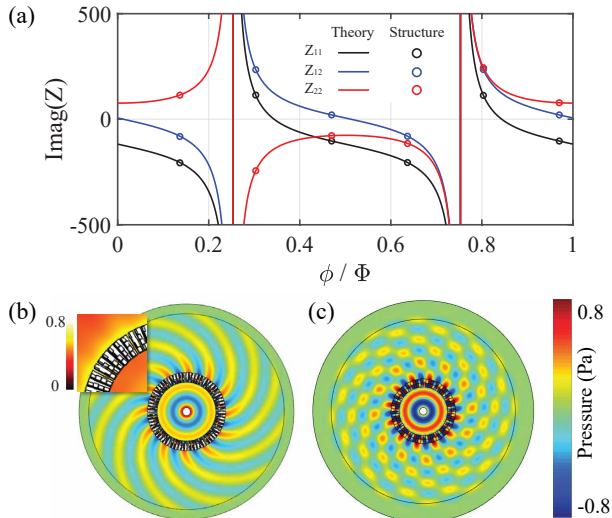 (a)
Imag(Z)
500
0
-500
Theory Structure
Z11
Z12
Z22
0 0.2 0.4 0.6 0.8 1
ϕ / Φ
(b)
0.8
0
(c)
0.8
Pressure (Pa)
-0.8